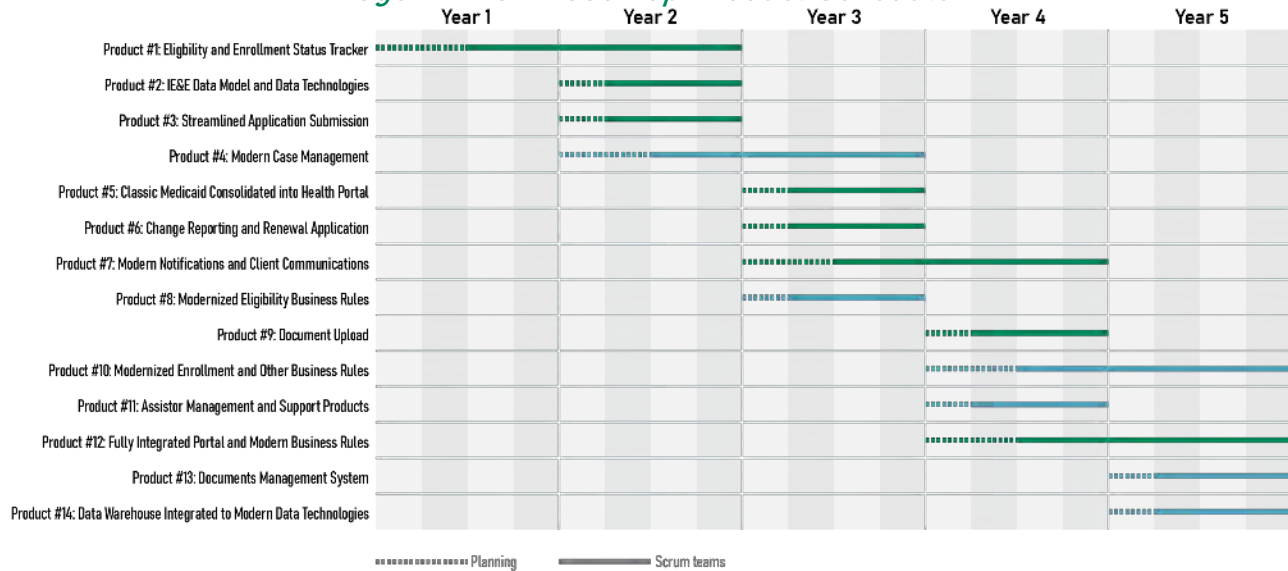 Year 1 Year 2 Year 3 Year 4 Year 5
Product #1: Eligbility and Enrollment Status Tracker
Product #2: IE&E Data Model and Data Technologies
Product #3: Streamlined Application Submission
Product #4: Modern Case Management
Product #5: Classic Medicaid Consolidated into Health Portal
Product #6: Change Reporting and Renewal Application
Product #7: Modern Notifications and Client Communications
Product #8: Modernized Eligibility Business Rules
Product #9: Document Upload
Product #10: Modernized Enrollment and Other Business Rules
Product #11: Assistor Management and Support Products
Product #12: Fully Integrated Portal and Modern Business Rules
Product #13: Documents Management System
Product #14: Data Warehouse Integrated to Modern Data Technologies
Planning Scrum teams